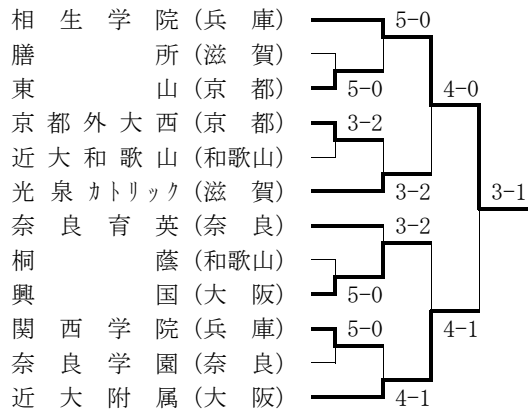 相生学院(兵庫) 5-0
膳所(滋賀)
東山(京都) 5-0 4-0
京都外大西(京都) 3-2
近大和歌山(和歌山)
光泉カトリック(滋賀) 3-2 3-1
奈良育英(奈良) 3-2
桐蔭(和歌山)
興国(大阪) 5-0
関西学院(兵庫) 5-0 4-1
奈良学園(奈良)
近大附属(大阪) 4-1